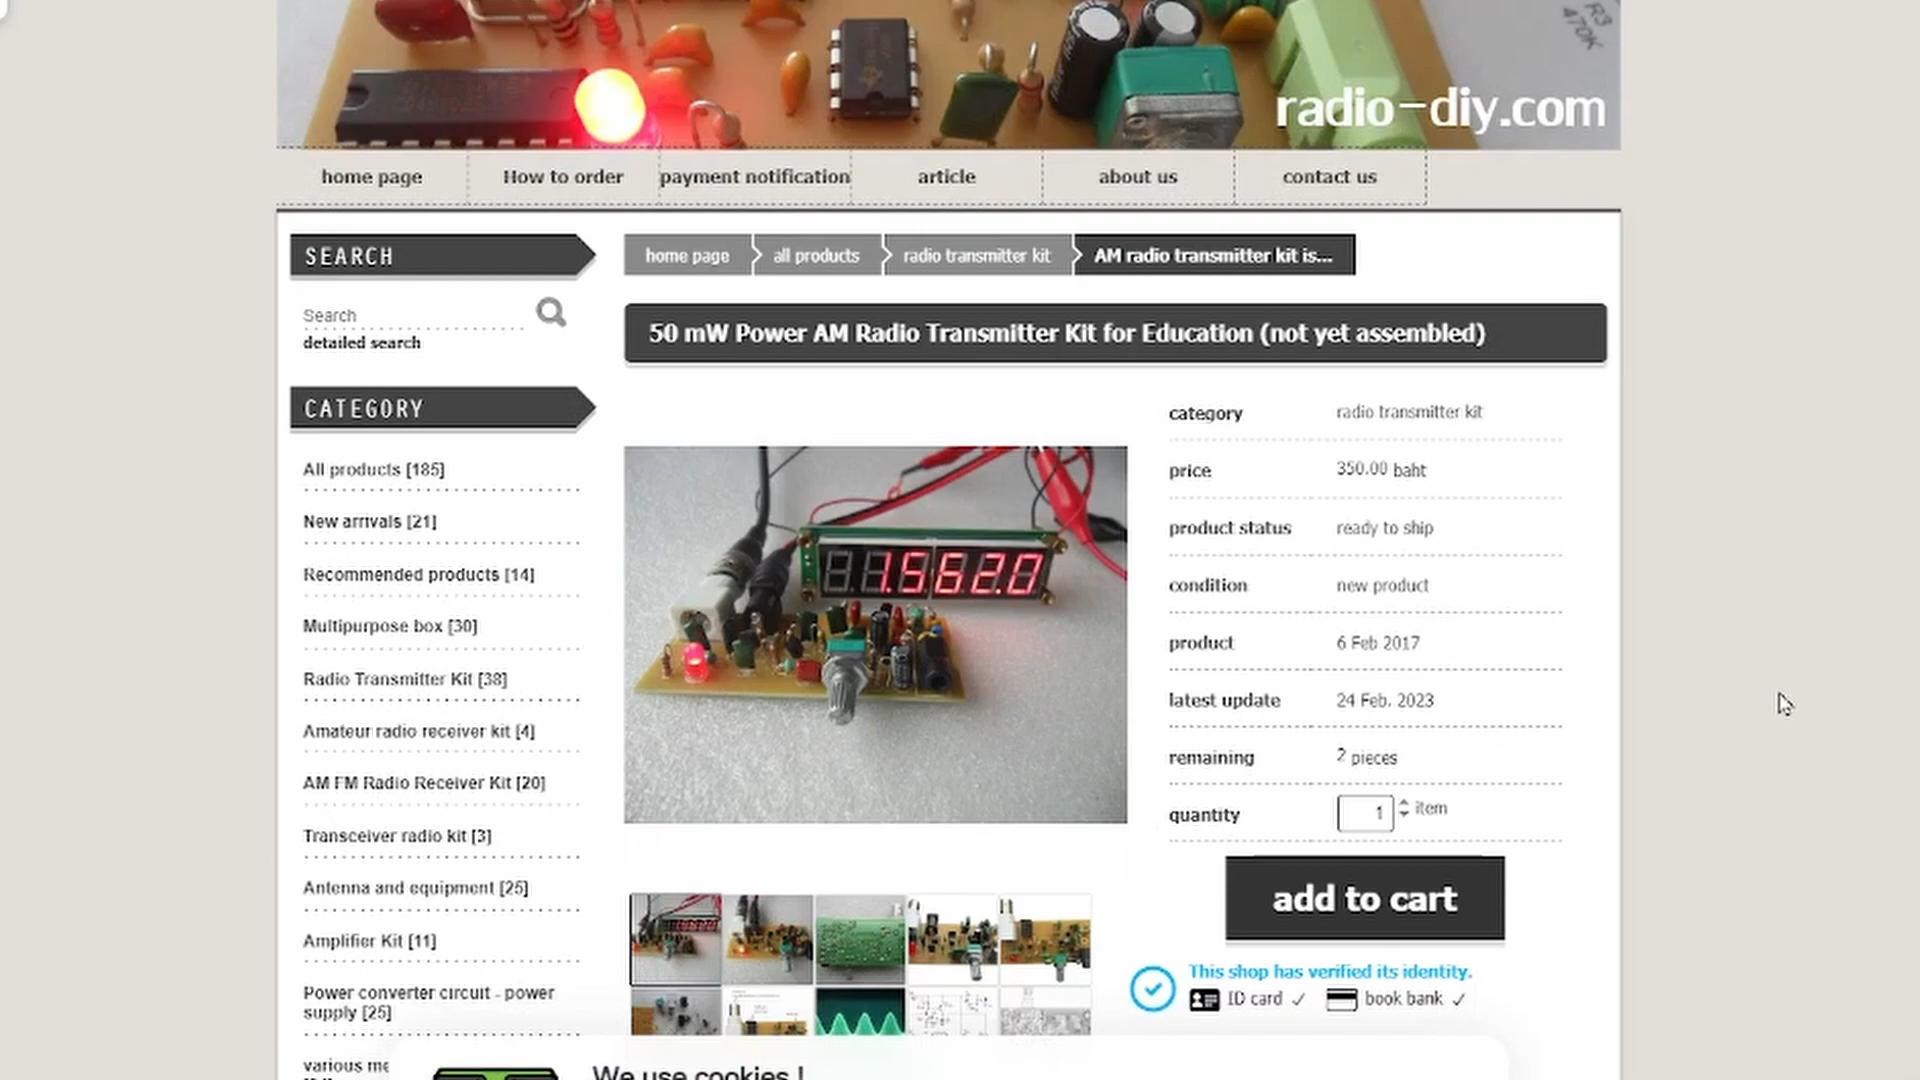 R3
470K
radio-diy.com
home page
How to order
payment notification
article
about us
contact us
SEARCH
Search
detailed search
CATEGORY
All products [185]
New arrivals [21]
Recommended products [14]
Multipurpose box [30]
Radio Transmitter Kit [38]
Amateur radio receiver kit [4]
AM FM Radio Receiver Kit [20]
Transceiver radio kit [3]
Antenna and equipment [25]
Amplifier Kit [11]
Power converter circuit - power
supply [25]
various
home page
all products
radio transmitter kit
AM radio transmitter kit is...
50 mW Power AM Radio Transmitter Kit for Education (not yet assembled)
1.562.0
category radio transmitter kit
price 350.00 baht
product status ready to ship
condition new product
product 6 Feb 2017
latest update 24 Feb. 2023
remaining 2 pieces
quantity 1 item
add to cart
This shop has verified its identity.
ID card ✓ book bank ✓
We use cookies !